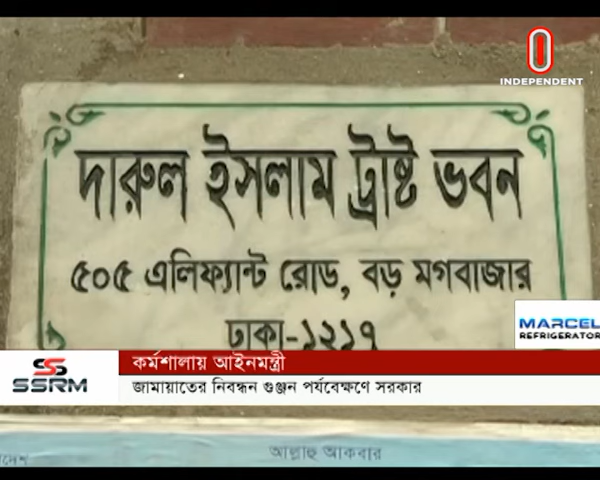 INDEPENDENT
দারুল ইসলাম ট্রাষ্ট ভবন
৫০৫ এলিফ্যান্ট রোড, বড় মগবাজার
ঢাকা-১২১৭
MARCEL
REFRIGERATOR
SSRM
কর্মশালায় আইনমন্ত্রী
জামায়াতের নিবন্ধন গুঞ্জন পর্যবেক্ষণে সরকার
আল্লাহু আকবার